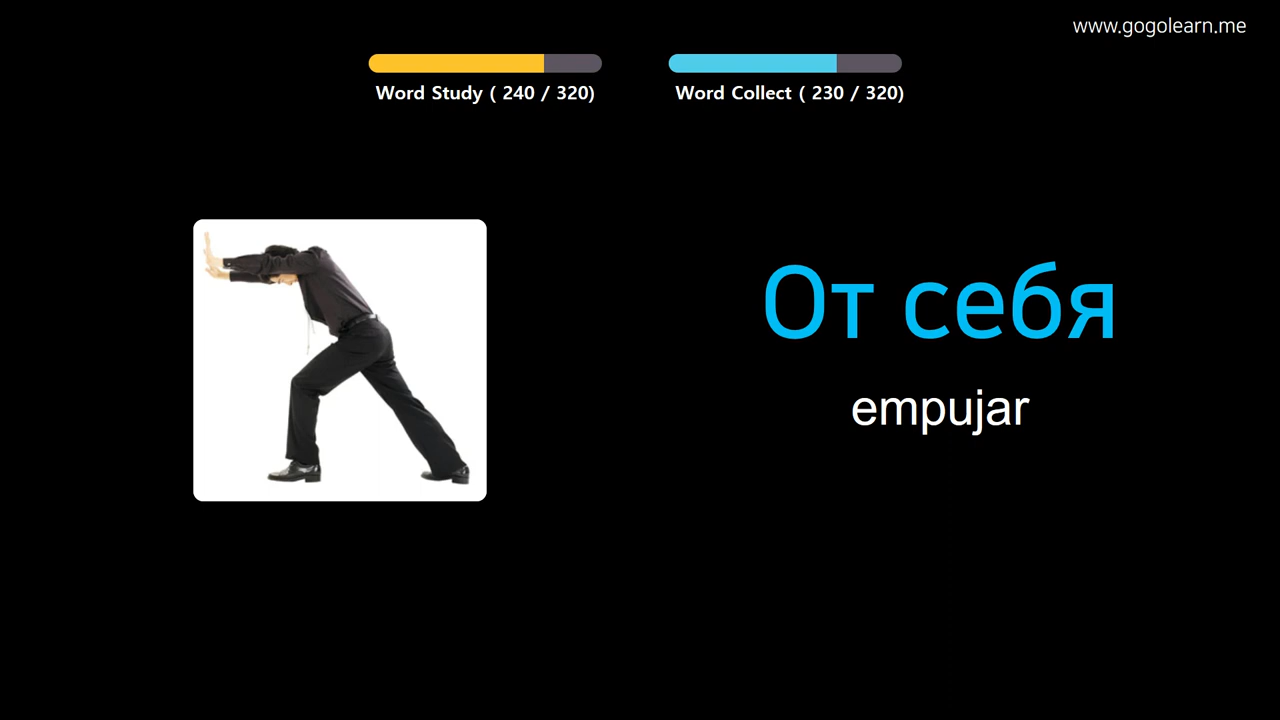 www.gogolearn.me
Word Study ( 240 / 320)
Word Collect ( 230 / 320)
От себя
empujar